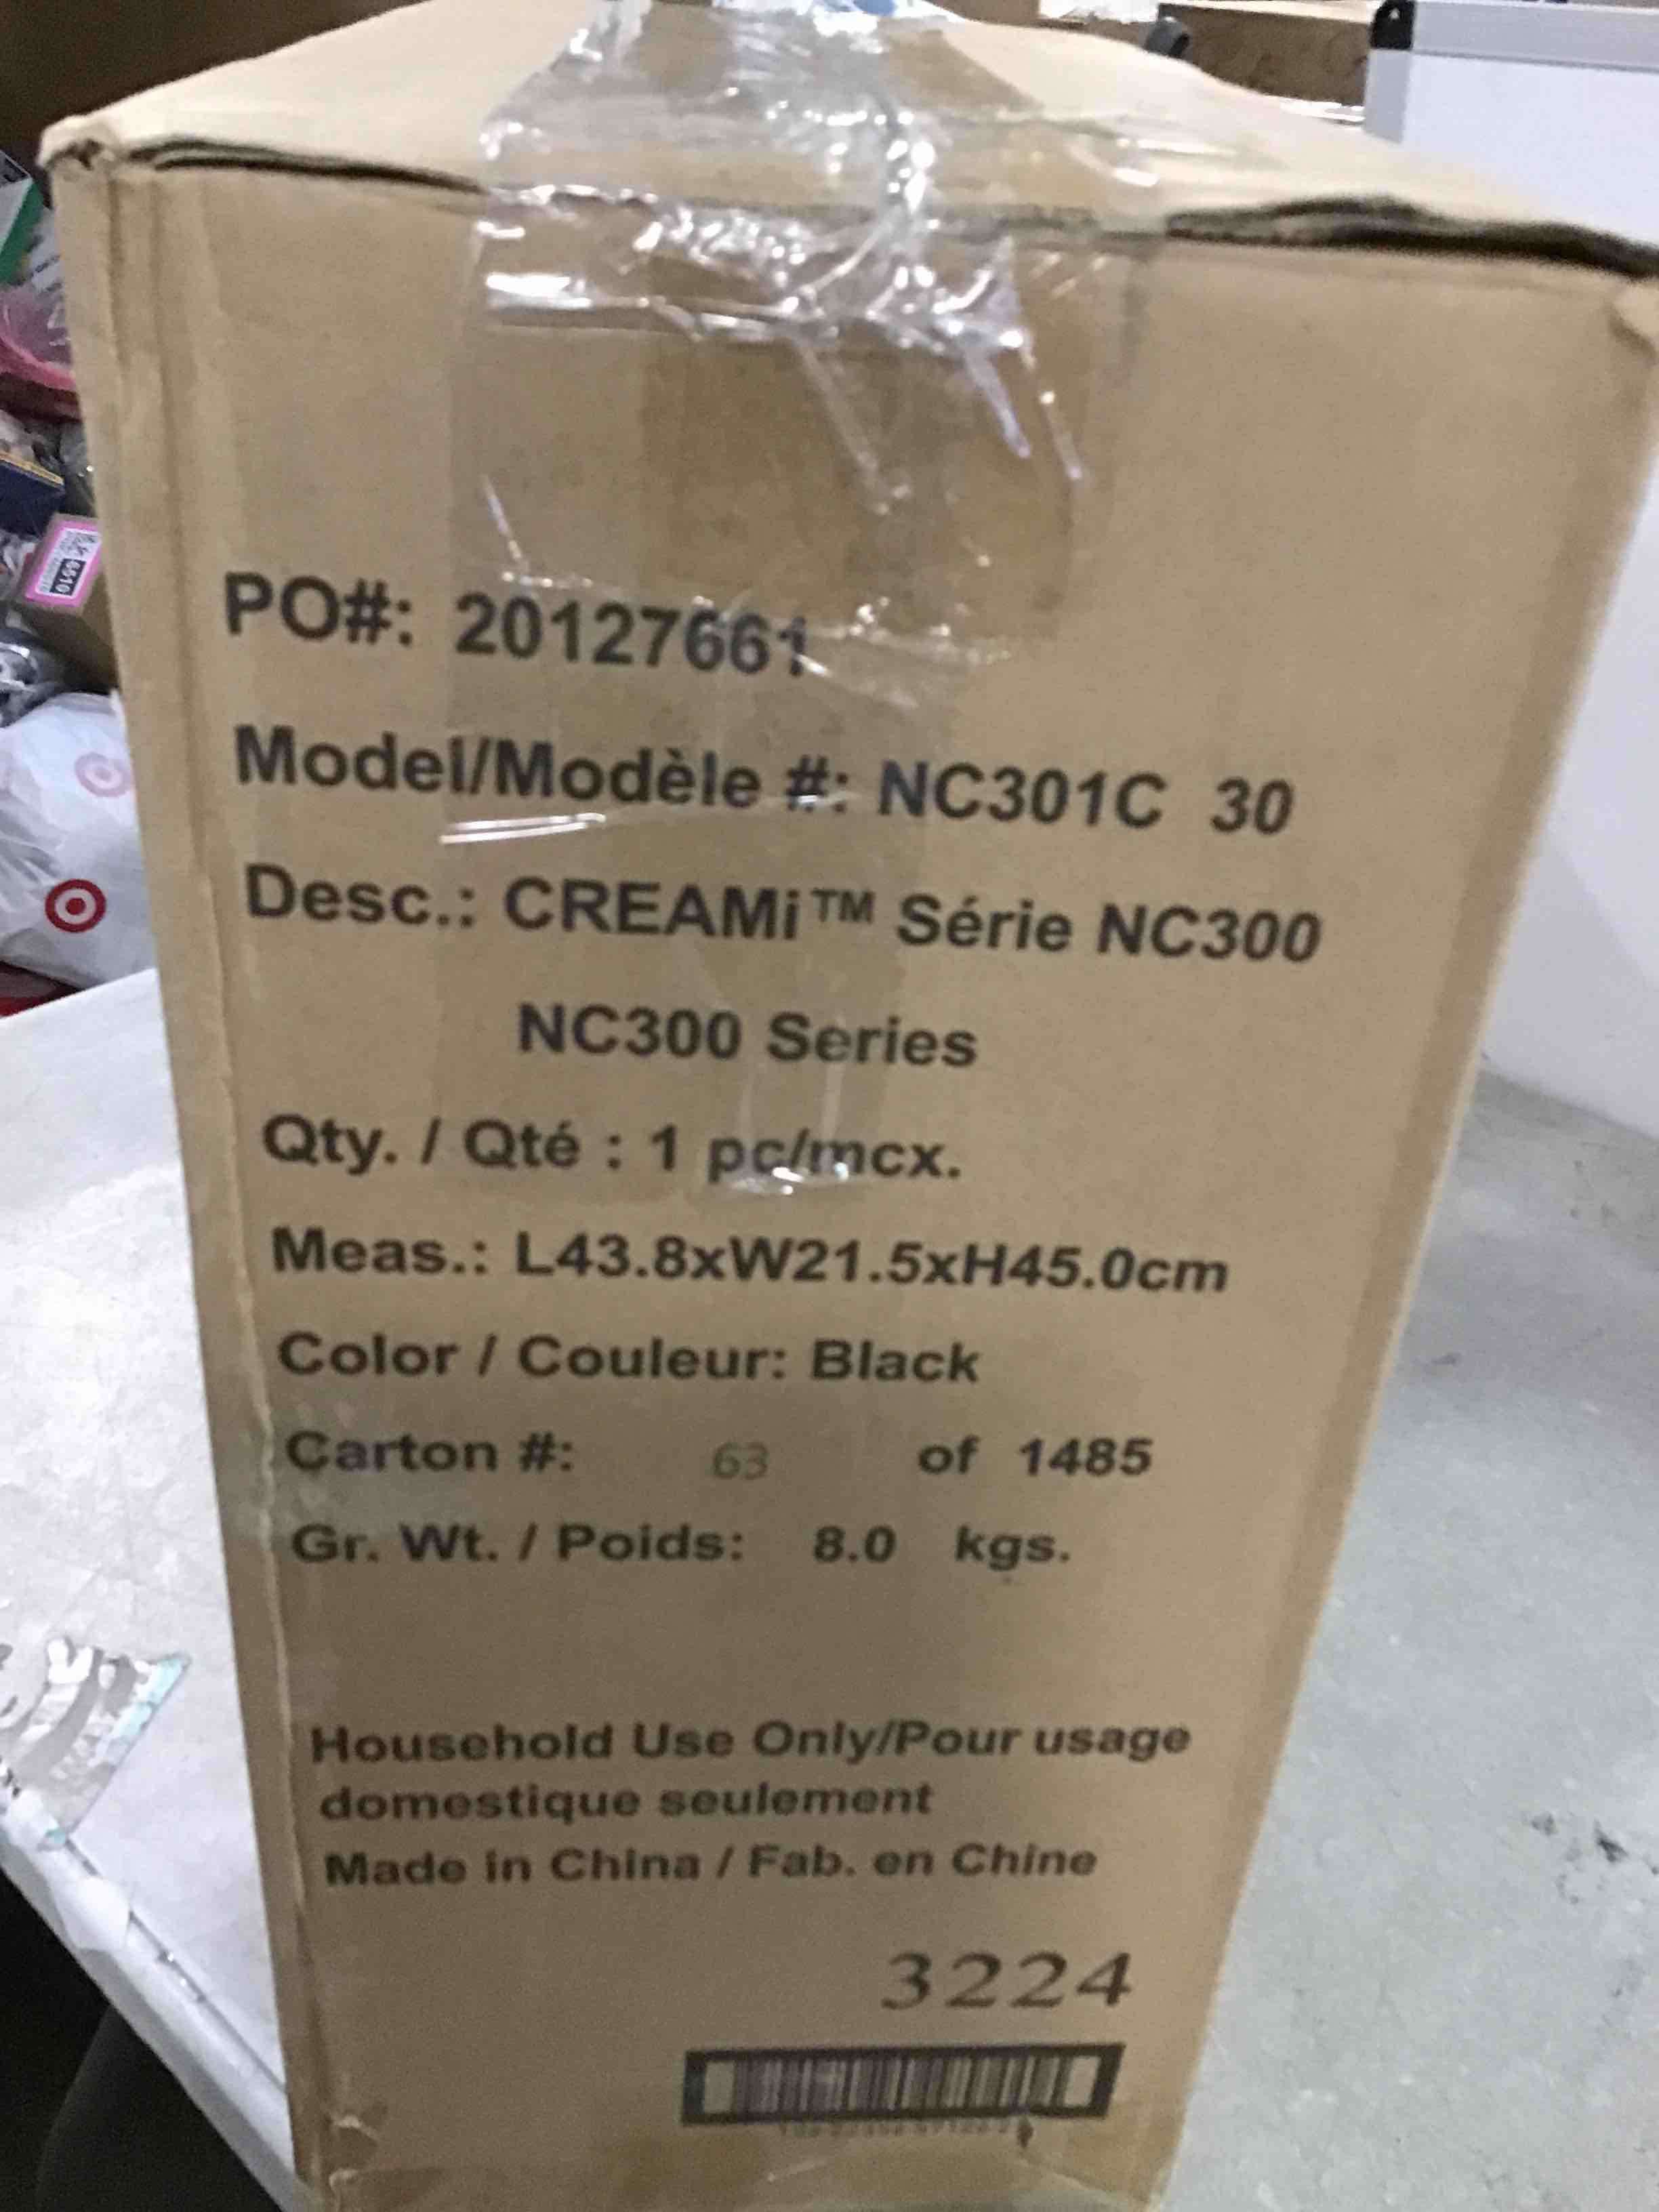 PO#: 20127661
Model/Modèle #: NC301C 30
Desc.: CREAMi™ Série NC300
NC300 Series
Qty. / Qté : 1 pc/mcx.
Meas.: L43.8xW21.5xH45.0cm
Color / Couleur: Black
Carton #: 63 of 1485
Gr. Wt. / Poids: 8.0 kgs.
Household Use Only/Pour usage
domestique seulement
Made in China / Fab. en Chine
3224
6510